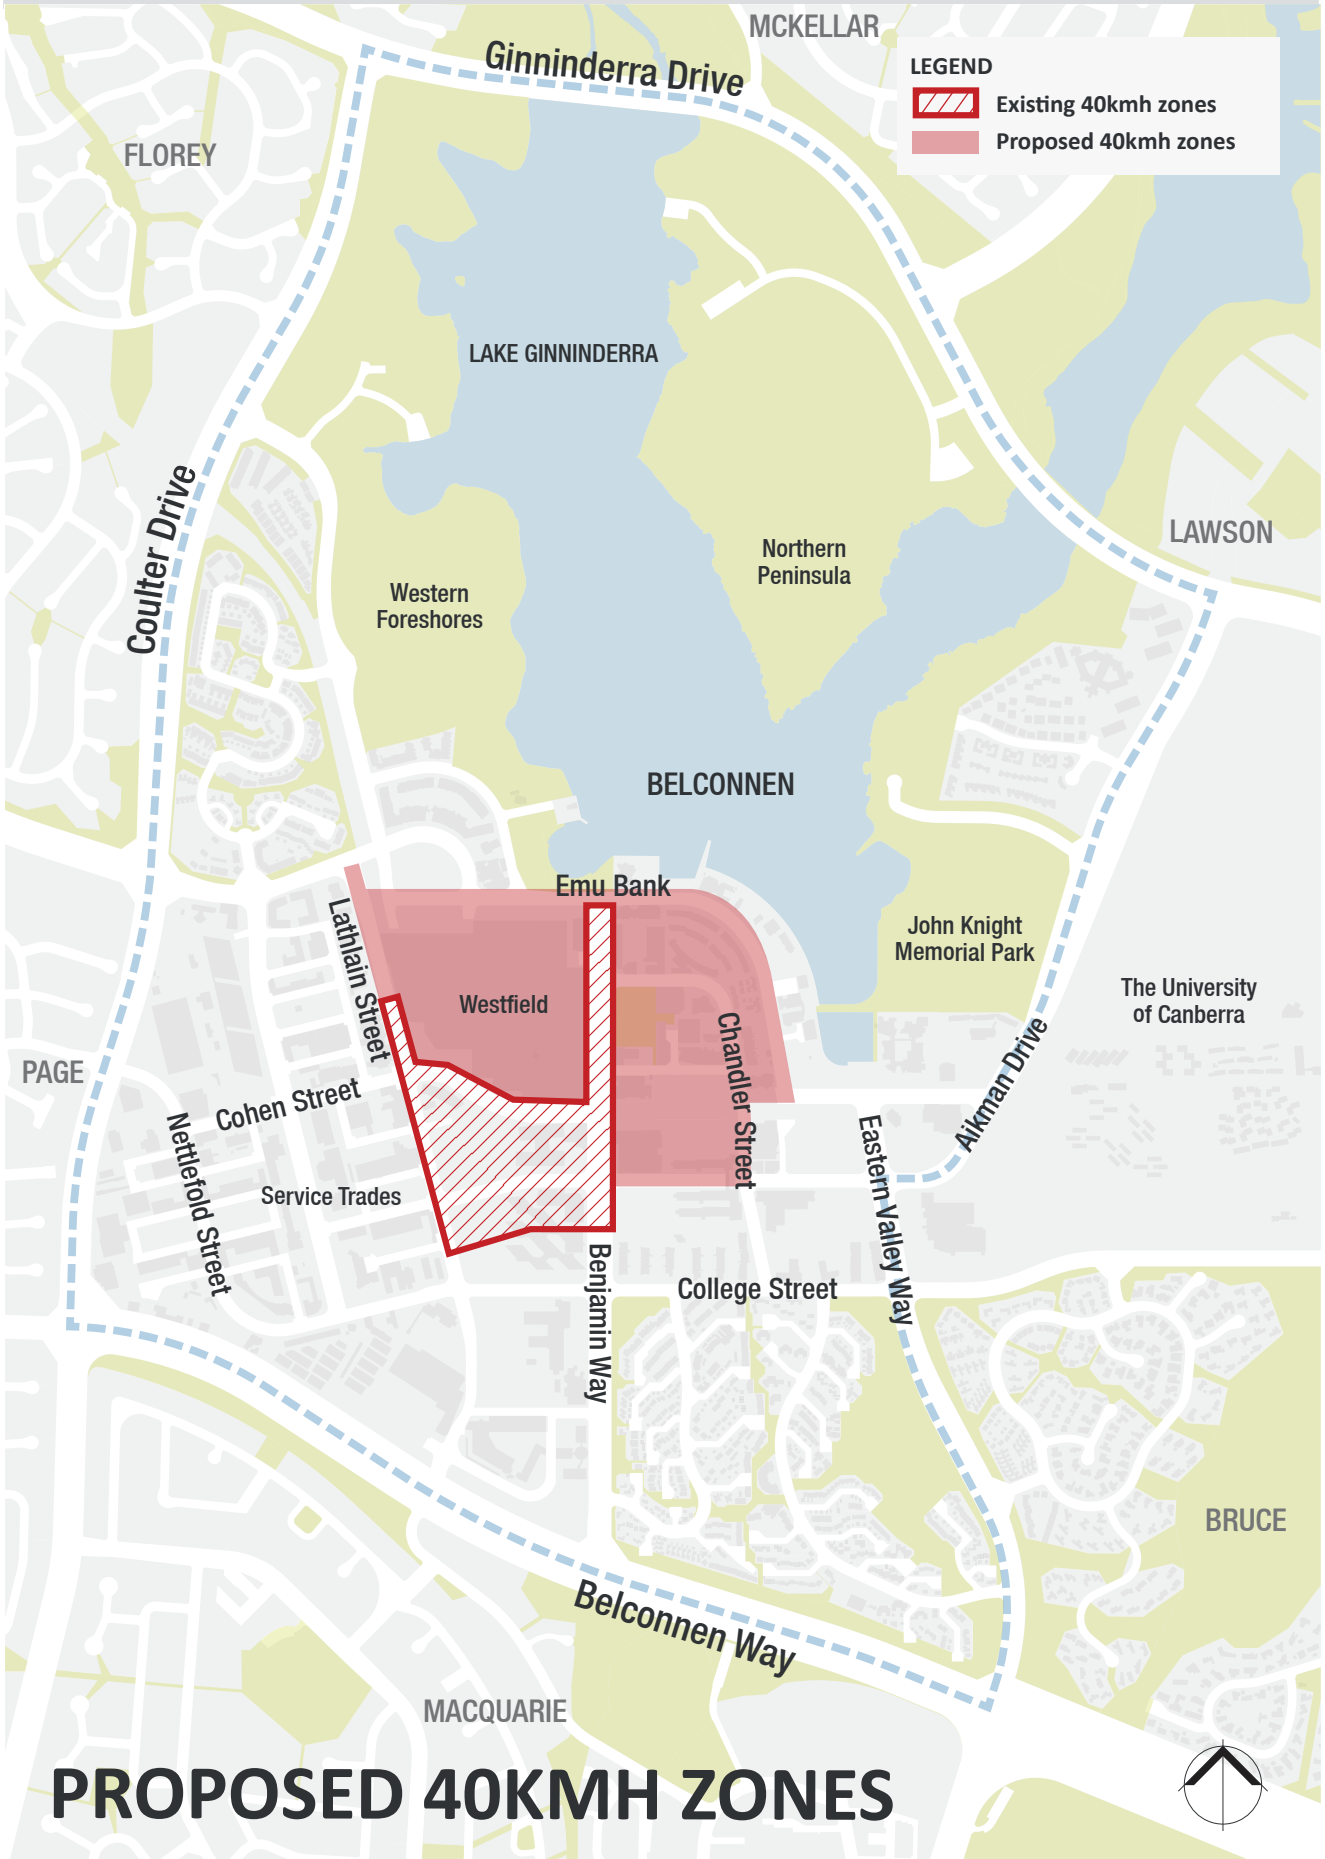 MCKELLAR
Ginninderra Drive
LEGEND
Existing 40kmh zones
Proposed 40kmh zones
FLOREY
LAKE GINNINDERRA
Coulter Drive
LAWSON
Northern
Peninsula
Western
Foreshores
BELCONNEN
Emu Bank
Lathlain Street
John Knight
Memorial Park
Westfield
The University
of Canberra
Chandler Street
Aikman Drive
PAGE
Cohen Street
Nettlefold Street
Service Trades
Eastern Valley Way
Benjamin Way
College Street
BRUCE
Belconnen Way
MACQUARIE
PROPOSED 40KMH ZONES